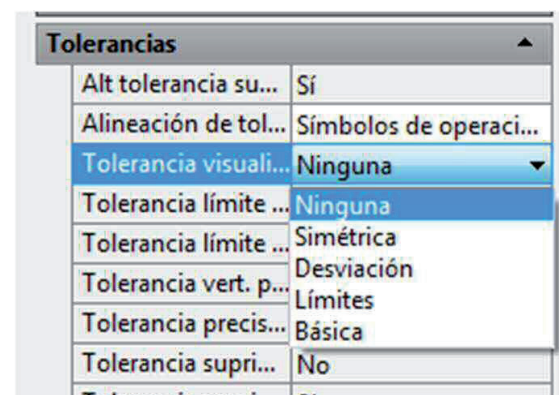 Tolerancias
Alt tolerancia su... Sí
Alineación de tol... Símbolos de operaci...
Tolerancia visuali... Ninguna
Tolerancia límite ... Ninguna
Simétrica
Tolerancia límite ...
Desviación
Tolerancia vert. p...
Límites
Tolerancia precis...
Básica
Tolerancia supri... No